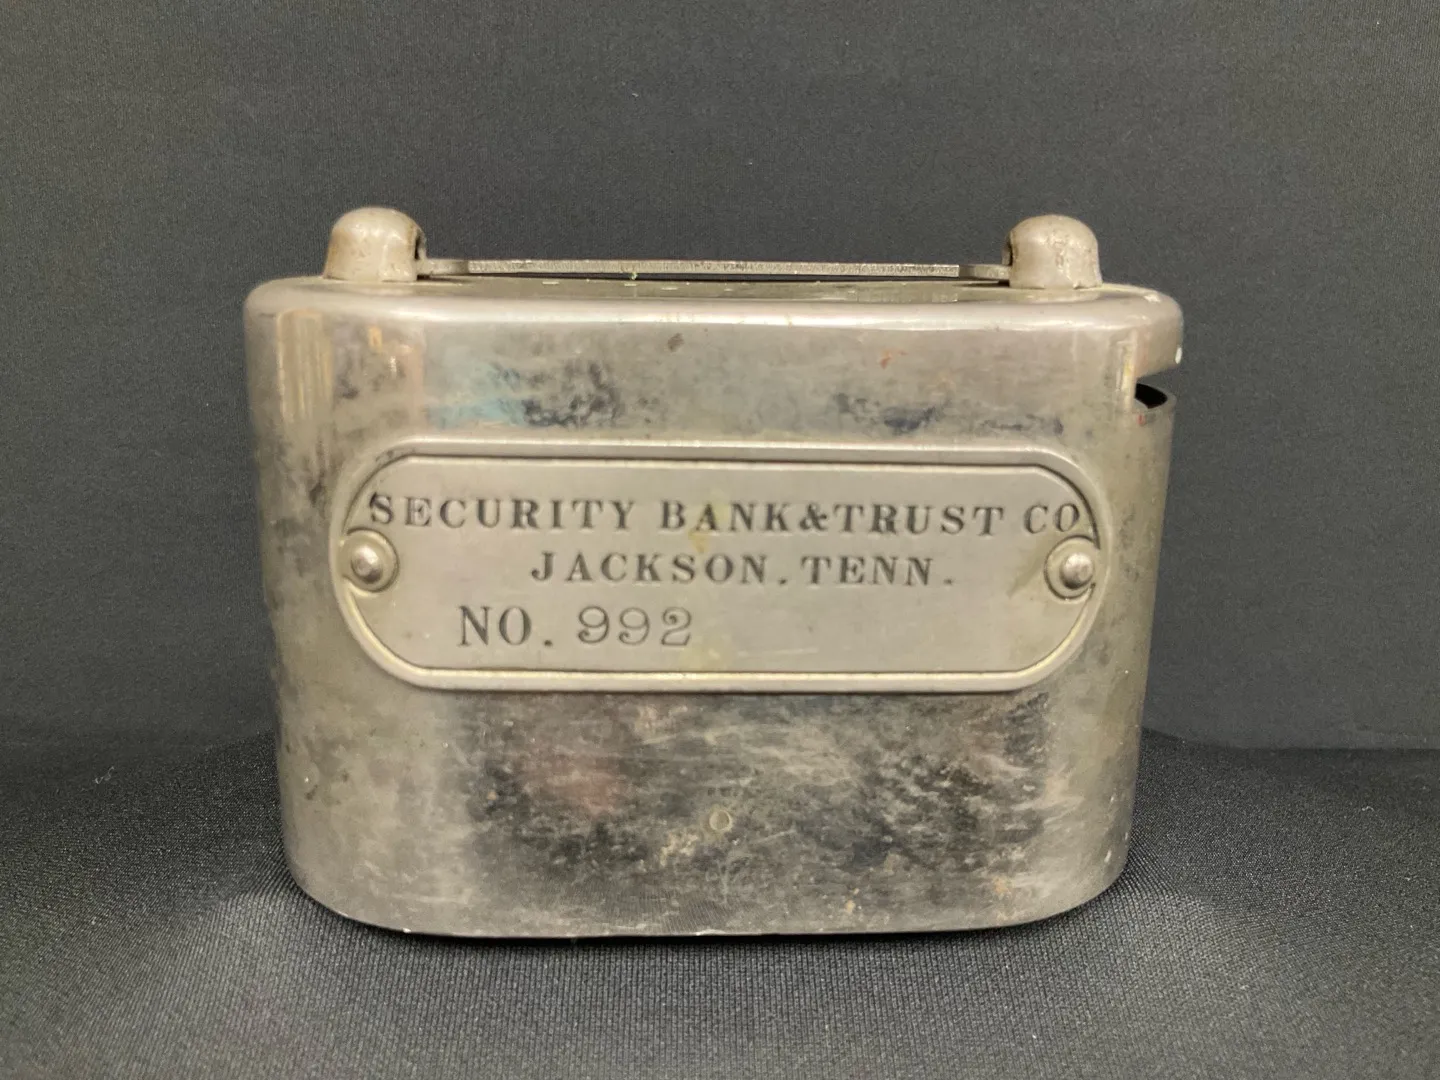 SECURITY BANK&TRUST CO
JACKSON. TENN.
NO. 992